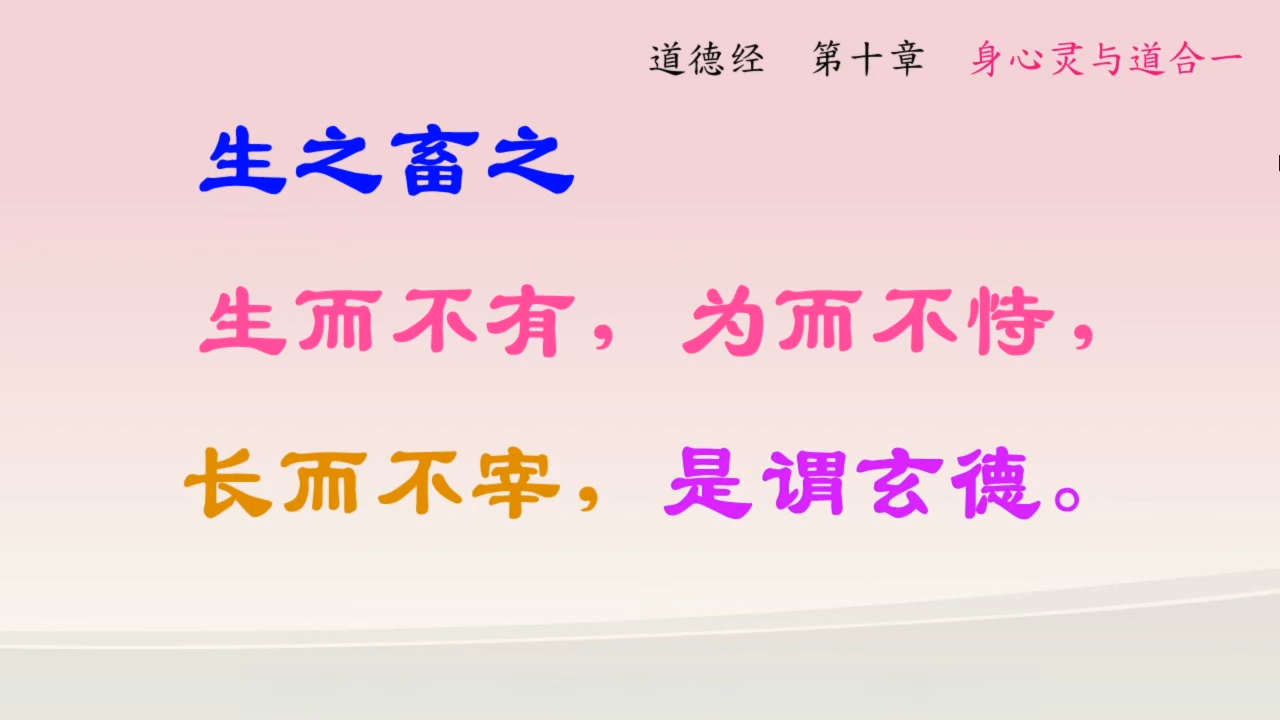 道德经 第十章 身心灵与道合一
生之畜之
生而不有，为而不恃，
长而不宰，是谓玄德。